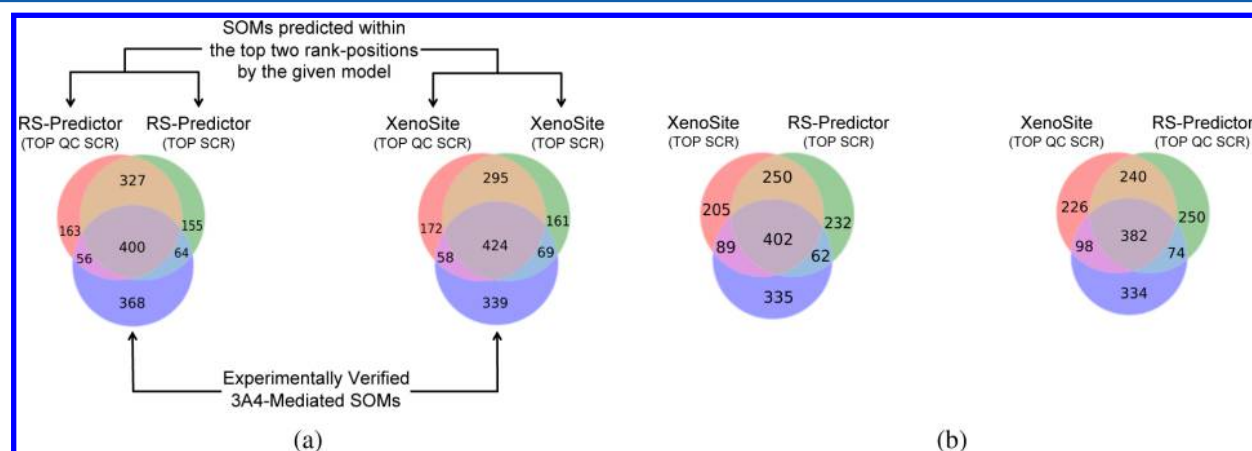 SOMs predicted within
the top two rank-positions
by the given model
RS-Predictor
(TOP QC SCR)
RS-Predictor
(TOP SCR)
XenoSite
(TOP QC SCR)
XenoSite
(TOP SCR)
XenoSite
(TOP SCR)
RS-Predictor
(TOP SCR)
XenoSite
(TOP QC SCR)
RS-Predictor
(TOP QC SCR)
327
163
155
400
56
64
368
295
172
161
424
58
69
339
250
205
232
402
89
62
335
240
226
250
382
98
74
334
Experimentally Verified
3A4-Mediated SOMs
(a)
(b)